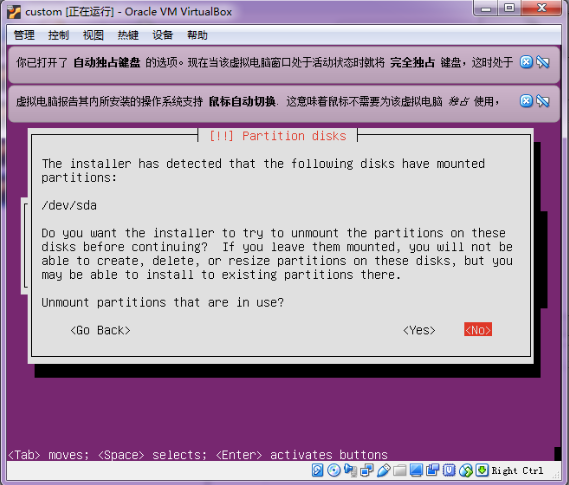 custom [正在运行] - Oracle VM VirtualBox
管理 控制 视图 热键 设备 帮助
你已打开了 自动独占键盘 的选项。现在当该虚拟电脑窗口处于活动状态时就将 完全独占 键盘，这时处于
虚拟电脑报告其内所安装的操作系统支持 鼠标自动切换. 这意味着鼠标不需要为该虚拟电脑 独占 使用，
[!!] Partition disks
The installer has detected that the following disks have mounted
partitions:
/dev/sda
Do you want the installer to try to unmount the partitions on these
disks before continuing? If you leave them mounted, you will not be
able to create, delete, or resize partitions on these disks, but you
may be able to install to existing partitions there.
Unmount partitions that are in use?
<Go Back> <Yes> <No>
<Tab> moves; <Space> selects; <Enter> activates buttons
Right Ctrl